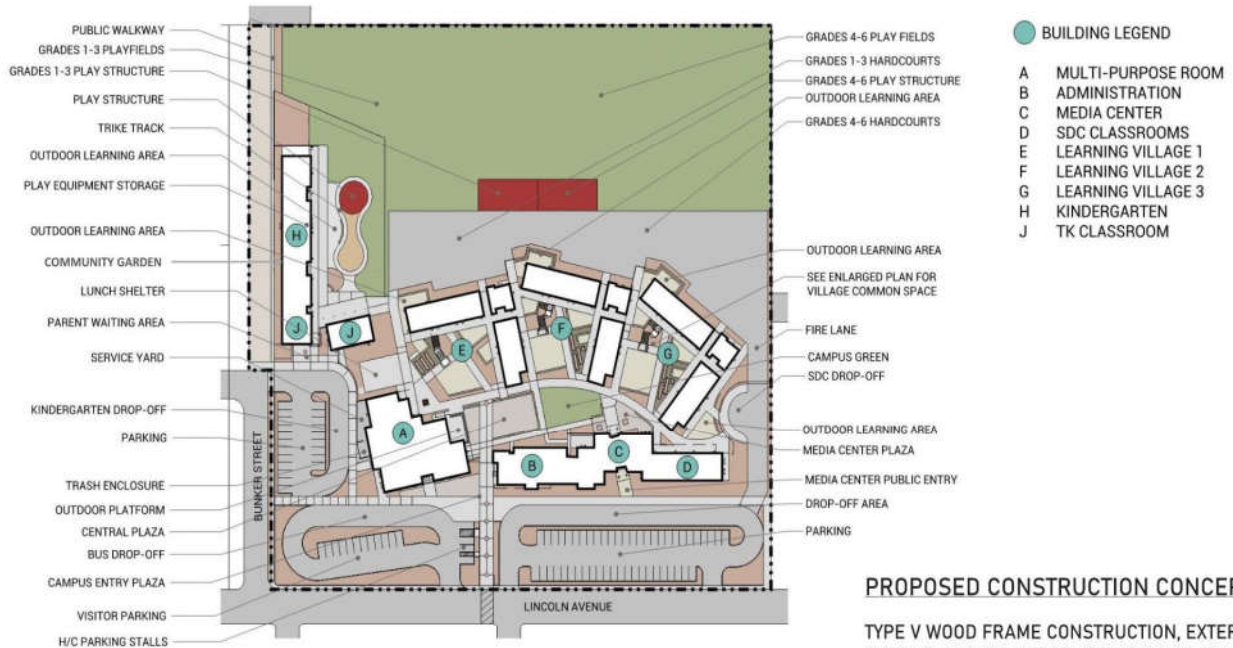 PUBLIC WALKWAY
GRADES 1-3 PLAYFIELDS
GRADES 1-3 PLAY STRUCTURE
PLAY STRUCTURE
TRIKE TRACK
OUTDOOR LEARNING AREA
PLAY EQUIPMENT STORAGE
OUTDOOR LEARNING AREA
COMMUNITY GARDEN
LUNCH SHELTER
PARENT WAITING AREA
SERVICE YARD
KINDERGARTEN DROP-OFF
PARKING
TRASH ENCLOSURE
OUTDOOR PLATFORM
CENTRAL PLAZA
BUS DROP-OFF
CAMPUS ENTRY PLAZA
VISITOR PARKING
H/C PARKING STALLS
BUNKER STREET
LINCOLN AVENUE
H
J
J
E
F
G
A
B
C
D
GRADES 4-6 PLAY FIELDS
GRADES 1-3 HARDCOURTS
GRADES 4-6 PLAY STRUCTURE
OUTDOOR LEARNING AREA
GRADES 4-6 HARDCOURTS
OUTDOOR LEARNING AREA
SEE ENLARGED PLAN FOR
VILLAGE COMMON SPACE
FIRE LANE
CAMPUS GREEN
SDC DROP-OFF
OUTDOOR LEARNING AREA
MEDIA CENTER PLAZA
MEDIA CENTER PUBLIC ENTRY
DROP-OFF AREA
PARKING
BUILDING LEGEND
A MULTI-PURPOSE ROOM
B ADMINISTRATION
C MEDIA CENTER
D SDC CLASSROOMS
E LEARNING VILLAGE 1
F LEARNING VILLAGE 2
G LEARNING VILLAGE 3
H KINDERGARTEN
J TK CLASSROOM
PROPOSED CONSTRUCTION CONCEP
TYPE V WOOD FRAME CONSTRUCTION, EXTER